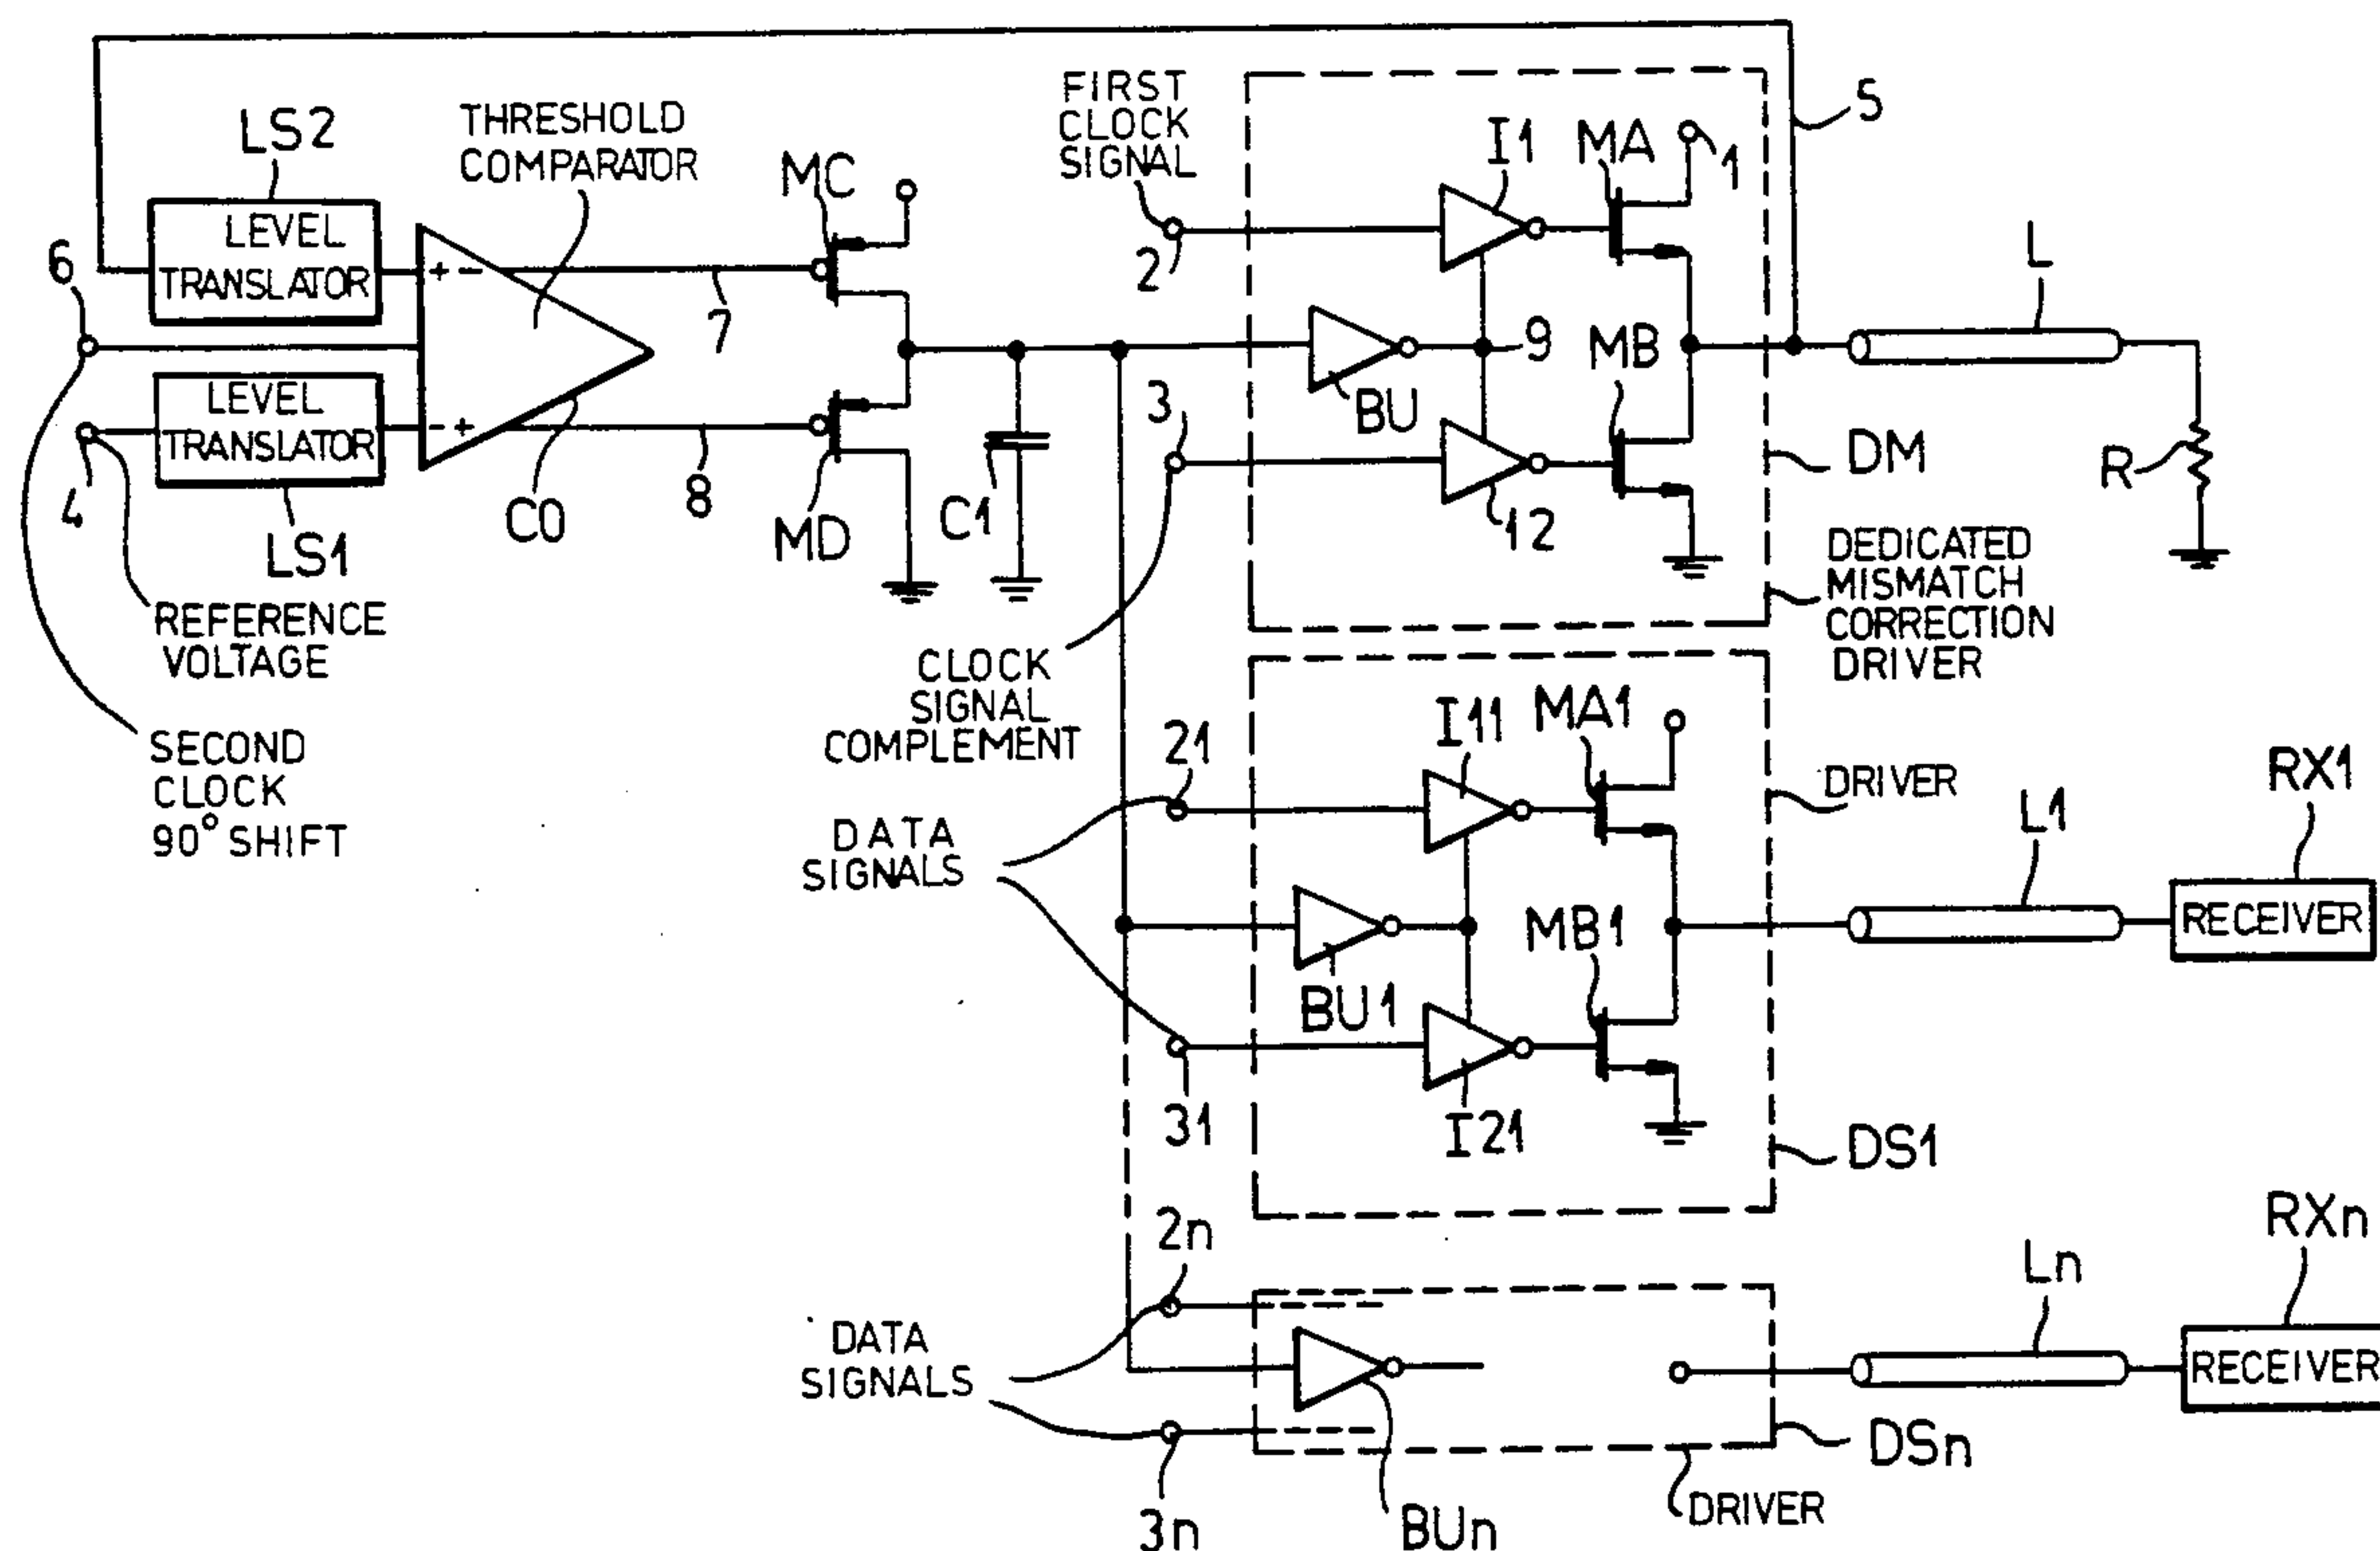 5
FIRST
CLOCK
SIGNAL
2
I1
MA
1
LS2
LEVEL
TRANSLATOR
THRESHOLD
COMPARATOR
MC
6
+ -
7
L
9
MB
BU
3
LEVEL
TRANSLATOR
- +
4
LS1
C0
8
MD
C1
12
DM
R
REFERENCE
VOLTAGE
DEDICATED
MISMATCH
CORRECTION
DRIVER
CLOCK
SIGNAL
COMPLEMENT
SECOND
CLOCK
90° SHIFT
21
I11
MA1
DRIVER
RX1
L1
DATA
SIGNALS
MB1
RECEIVER
BU1
31
I21
DS1
2n
RXn
Ln
DATA
SIGNALS
RECEIVER
DSn
3n
BUn
DRIVER